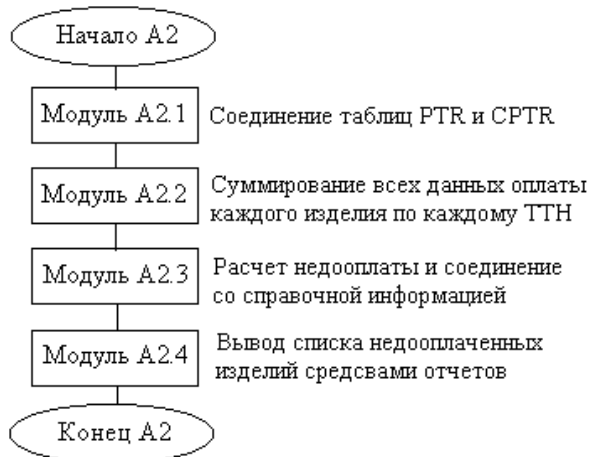 Начало А2
Модуль А2.1
Соединение таблиц PTR и CPTR
Модуль А2.2
Суммирование всех данных оплаты
каждого изделия по каждому ТТН
Модуль А2.3
Расчет недооплаты и соединение
со справочной информацией
Модуль А2.4
Вывод списка недооплаченных
изделий средсвами отчетов
Конец А2